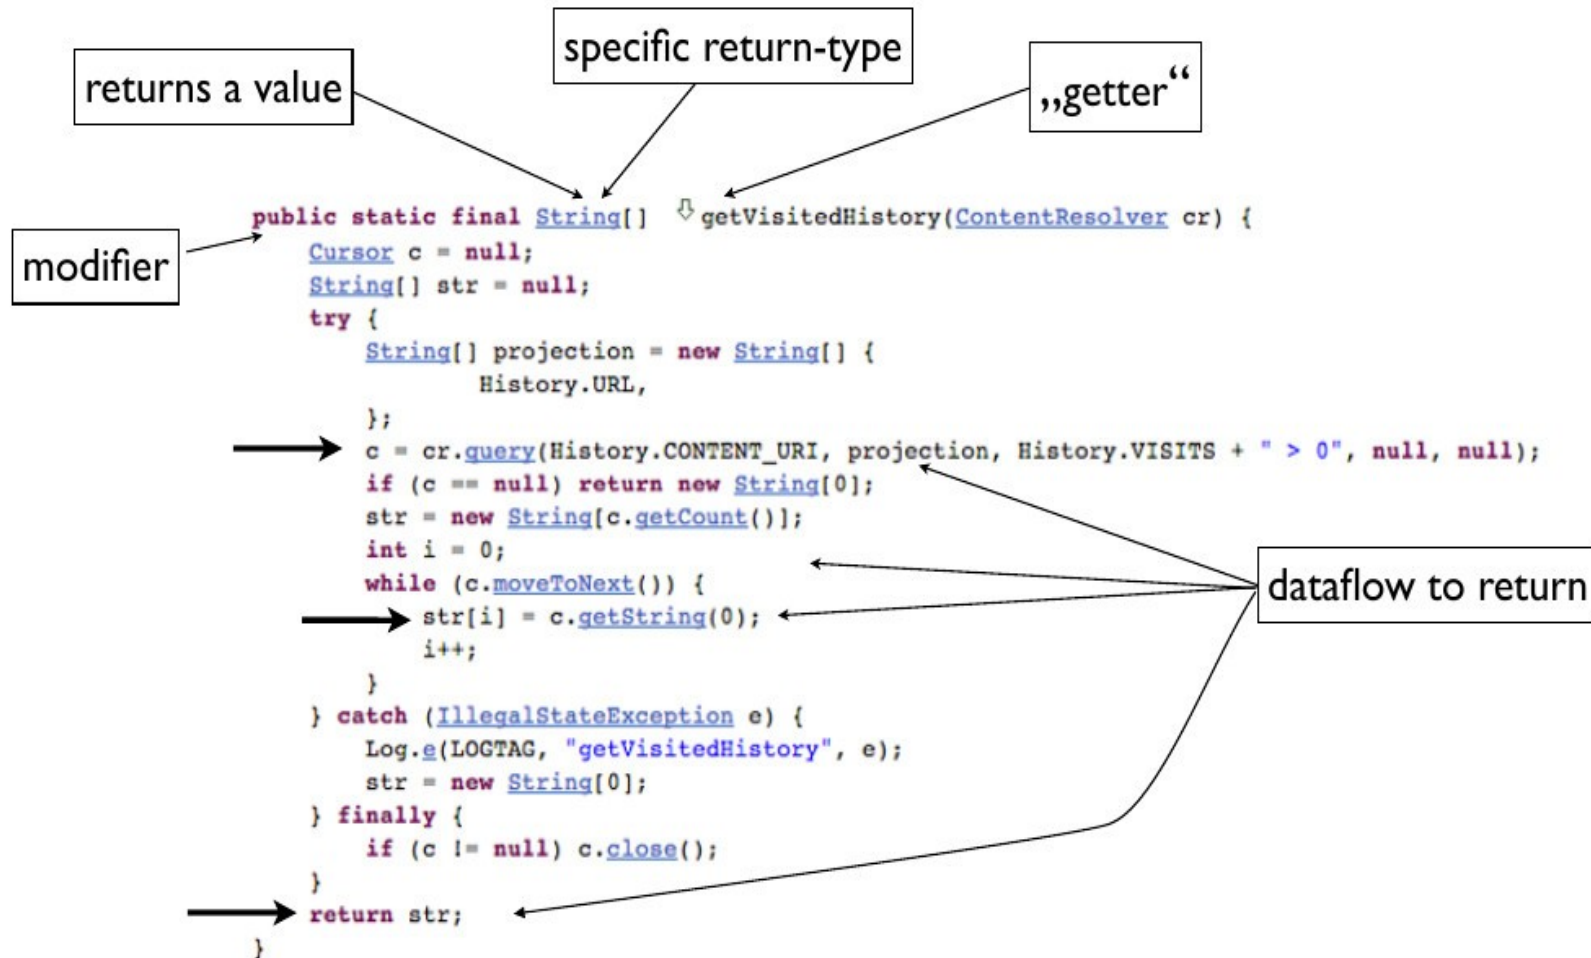 specific return-type
returns a value
„getter“
public static final String[] getVisitedHistory(ContentResolver cr) {
modifier
Cursor c = null;
String[] str = null;
try {
String[] projection = new String[] {
History.URL,
};
c = cr.query(History.CONTENT_URI, projection, History.VISITS + " > 0", null, null);
if (c == null) return new String[0];
str = new String[c.getCount()];
int i = 0;
while (c.moveToNext()) {
dataflow to return
str[i] = c.getString(0);
i++;
}
} catch (IllegalStateException e) {
Log.e(LOGTAG, "getVisitedHistory", e);
str = new String[0];
} finally {
if (c != null) c.close();
}
return str;
}